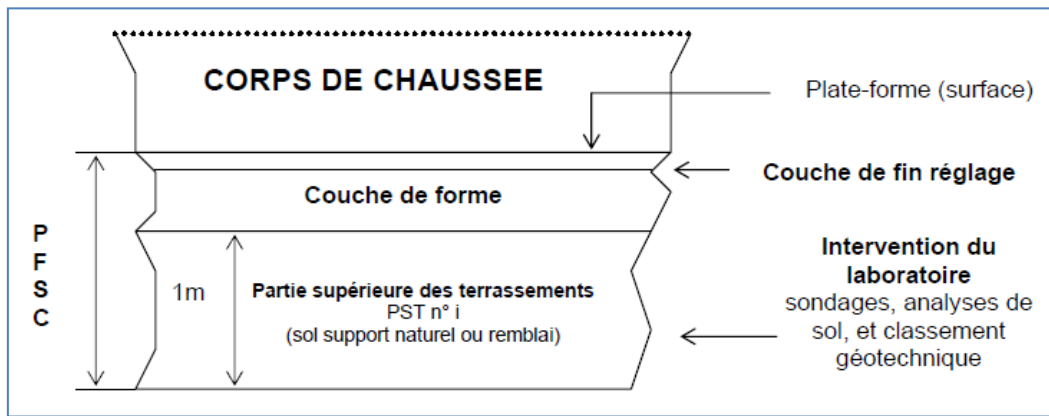 CORPS DE CHAUSSEE
Plate-forme (surface)
Couche de fin réglage
Couche de forme
P
F
S
C
1m
Partie supérieure des terrassements
PST n° i
(sol support naturel ou remblai)
Intervention du
laboratoire
sondages, analyses de
sol, et classement
géotechnique